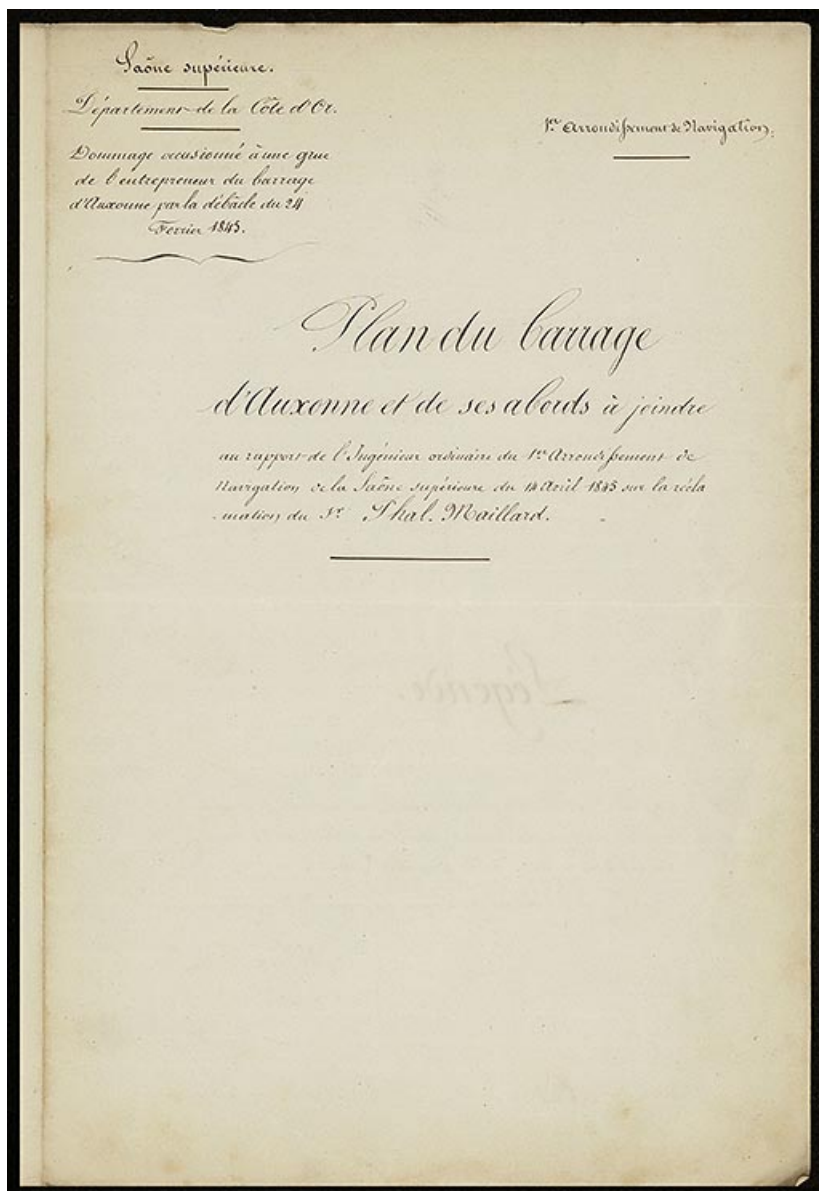 Saône supérieure.
Département de la Côte d'Or.
Dommage occasionné à une grue
de l'entrepreneur du barrage
d'Auxonne par la débâcle du 24
Fevrier 1845.
1er Arrondissement de Navigation.
Plan du barrage
d'Auxonne et de ses abords à joindre
au rapport de l'Ingénieur ordinaire du 1er Arrondissement de
Navigation de la Saône supérieure du 14 Avril 1845 sur la récla
-mation du Sr Phal. Maillard.
Légende.